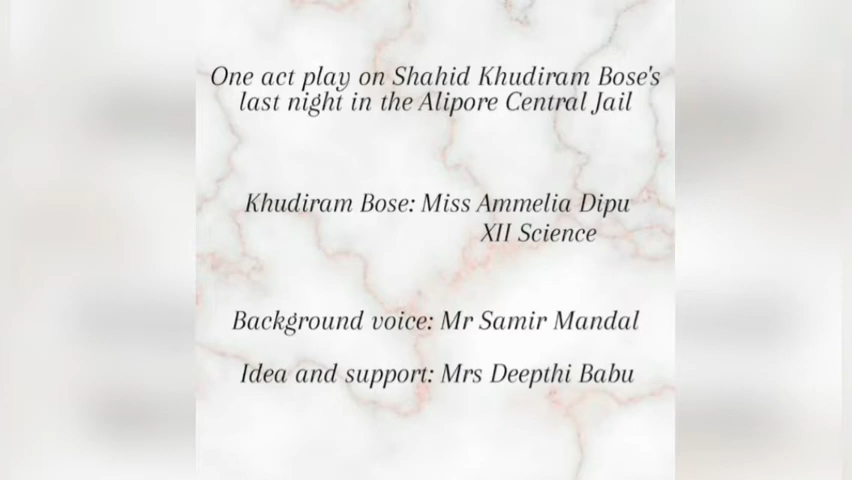 One act play on Shahid Khudiram Bose's
last night in the Alipore Central Jail
Khudiram Bose: Miss Ammelia Dipu
XII Science
Background voice: Mr Samir Mandal
Idea and support: Mrs Deepthi Babu